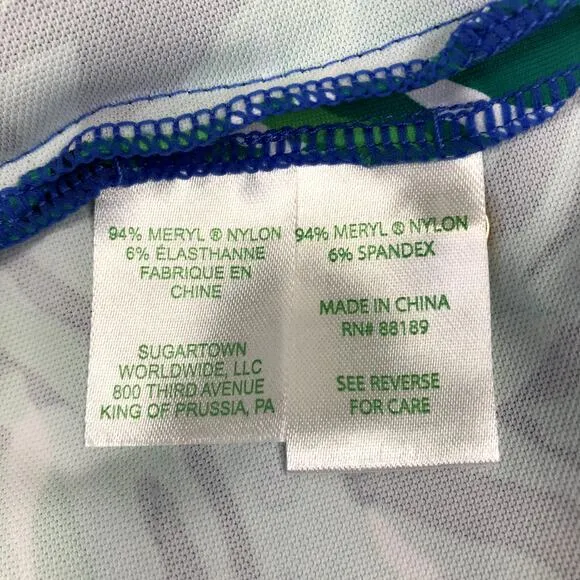 94% MERYL ® NYLON
6% ÉLASTHANNE
FABRIQUE EN
CHINE
SUGARTOWN
WORLDWIDE, LLC
800 THIRD AVENUE
KING OF PRUSSIA, PA
94% MERYL ® NYLON
6% SPANDEX
MADE IN CHINA
RN# 88189
SEE REVERSE
FOR CARE